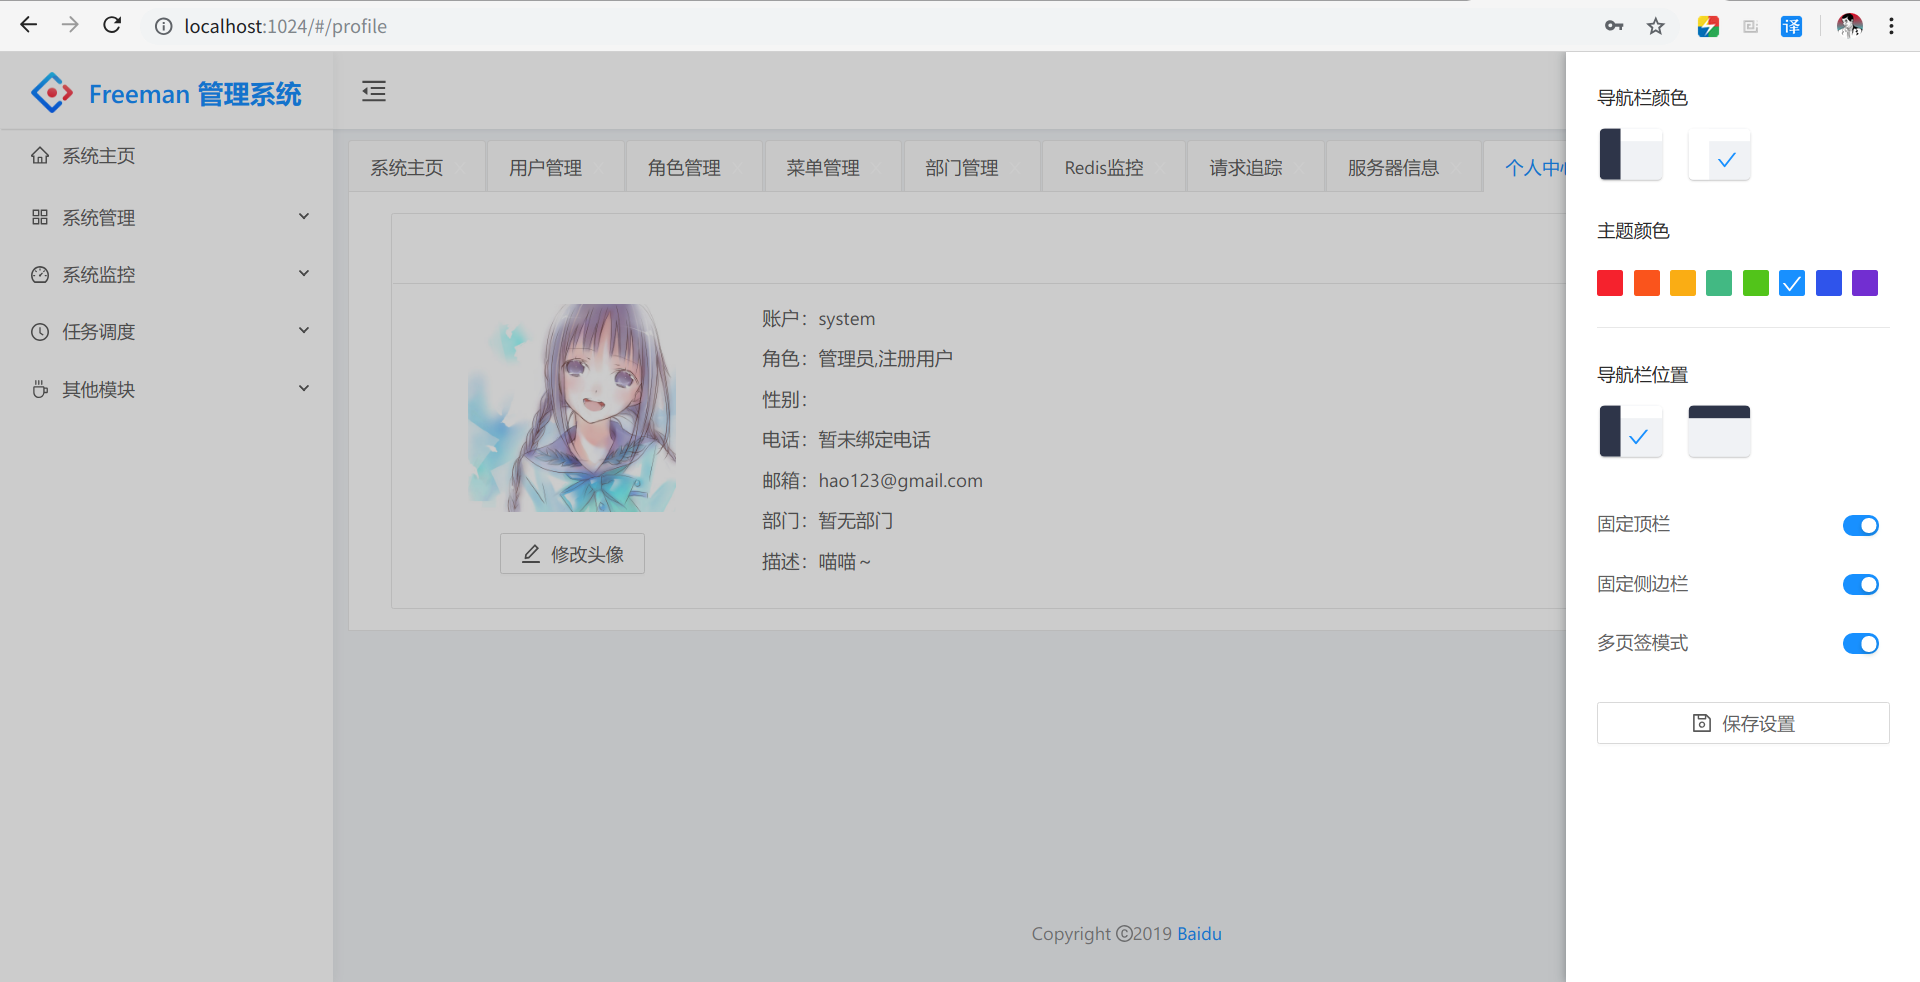 localhost:1024/#/profile
译
Freeman 管理系统
系统主页
系统管理
系统监控
任务调度
其他模块
系统主页 用户管理 角色管理 菜单管理 部门管理 Redis监控 请求追踪 服务器信息 个人中心
账户：system
角色：管理员,注册用户
性别：
电话：暂未绑定电话
邮箱：hao123@gmail.com
部门：暂无部门
描述：喵喵～
修改头像
Copyright ©2019 Baidu
导航栏颜色
主题颜色
导航栏位置
固定顶栏
固定侧边栏
多页签模式
保存设置